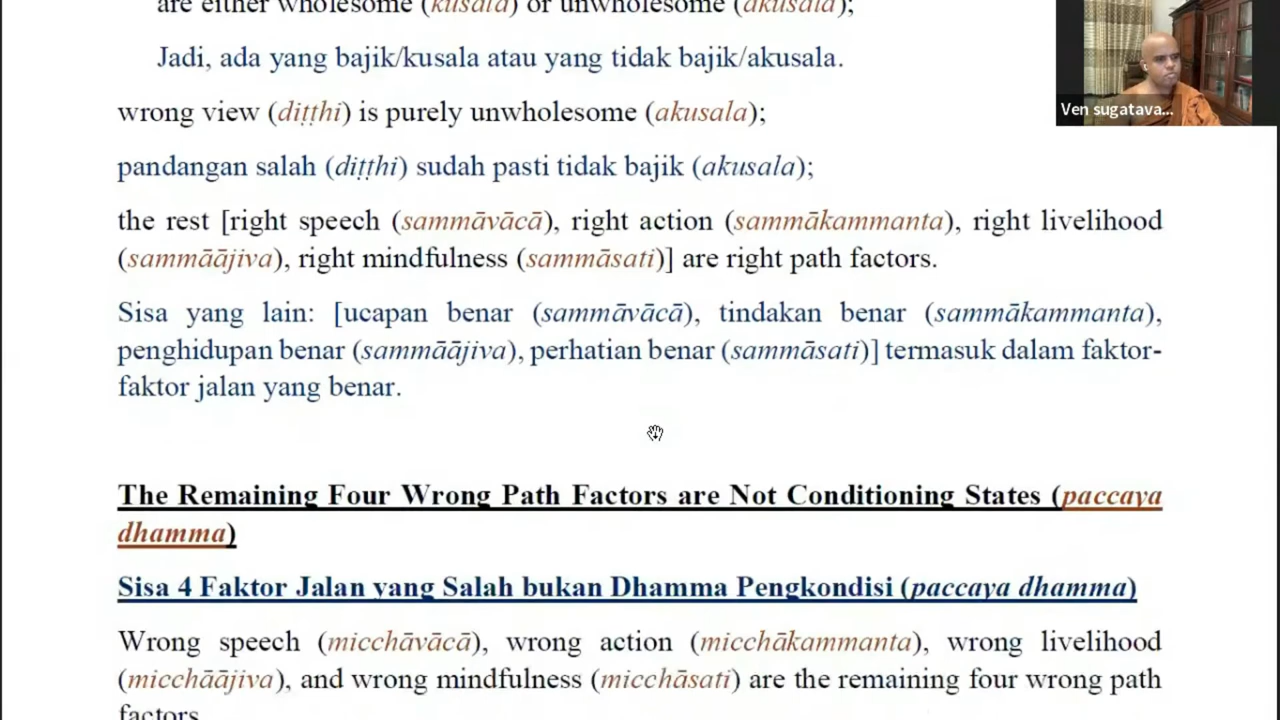 are either wholesome (kusala) or unwholesome (akusala);
Jadi, ada yang bajik/kusala atau yang tidak bajik/akusala.
wrong view (diṭṭhi) is purely unwholesome (akusala);
pandangan salah (diṭṭhi) sudah pasti tidak bajik (akusala);
the rest [right speech (sammāvācā), right action (sammākammanta), right livelihood
(sammāājiva), right mindfulness (sammāsati)] are right path factors.
Sisa yang lain: [ucapan benar (sammāvācā), tindakan benar (sammākammanta),
penghidupan benar (sammāājiva), perhatian benar (sammāsati)] termasuk dalam faktor-
faktor jalan yang benar.
The Remaining Four Wrong Path Factors are Not Conditioning States (paccaya
dhamma)
Sisa 4 Faktor Jalan yang Salah bukan Dhamma Pengkondisi (paccaya dhamma)
Wrong speech (micchāvācā), wrong action (micchākammanta), wrong livelihood
(micchāājiva), and wrong mindfulness (micchāsati) are the remaining four wrong path
factors
Ven sugatava...